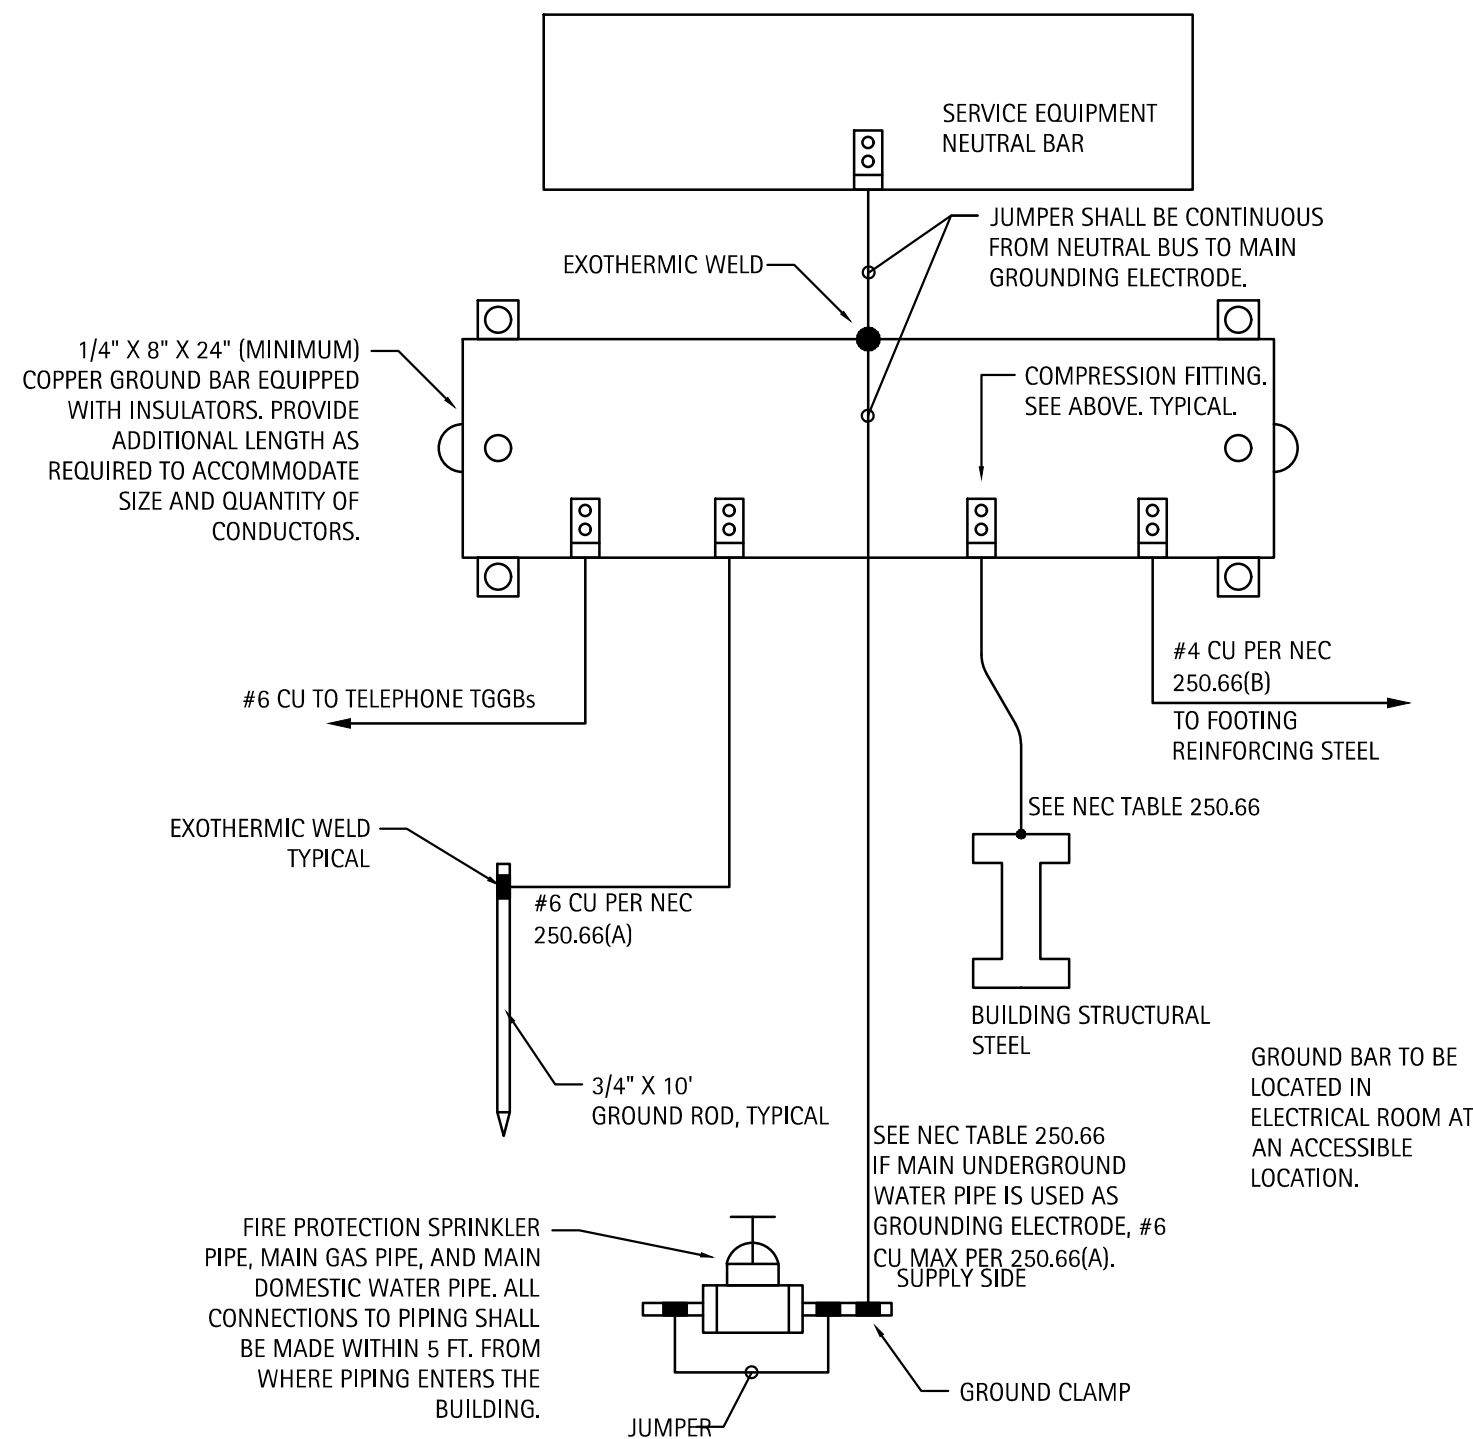 SERVICE EQUIPMENT
NEUTRAL BAR
JUMPER SHALL BE CONTINUOUS
FROM NEUTRAL BUS TO MAIN
GROUNDING ELECTRODE.
EXOTHERMIC WELD
1/4" X 8" X 24" (MINIMUM)
COPPER GROUND BAR EQUIPPED
WITH INSULATORS. PROVIDE
ADDITIONAL LENGTH AS
REQUIRED TO ACCOMMODATE
SIZE AND QUANTITY OF
CONDUCTORS.
COMPRESSION FITTING.
SEE ABOVE. TYPICAL.
#6 CU TO TELEPHONE TGGBs
#4 CU PER NEC
250.66(B)
TO FOOTING
REINFORCING STEEL
SEE NEC TABLE 250.66
EXOTHERMIC WELD
TYPICAL
#6 CU PER NEC
250.66(A)
BUILDING STRUCTURAL
STEEL
3/4" X 10'
GROUND ROD, TYPICAL
GROUND BAR TO BE
LOCATED IN
ELECTRICAL ROOM AT
AN ACCESSIBLE
LOCATION.
SEE NEC TABLE 250.66
IF MAIN UNDERGROUND
WATER PIPE IS USED AS
GROUNDING ELECTRODE, #6
CU MAX PER 250.66(A).
SUPPLY SIDE
FIRE PROTECTION SPRINKLER
PIPE, MAIN GAS PIPE, AND MAIN
DOMESTIC WATER PIPE. ALL
CONNECTIONS TO PIPING SHALL
BE MADE WITHIN 5 FT. FROM
WHERE PIPING ENTERS THE
BUILDING.
GROUND CLAMP
JUMPER